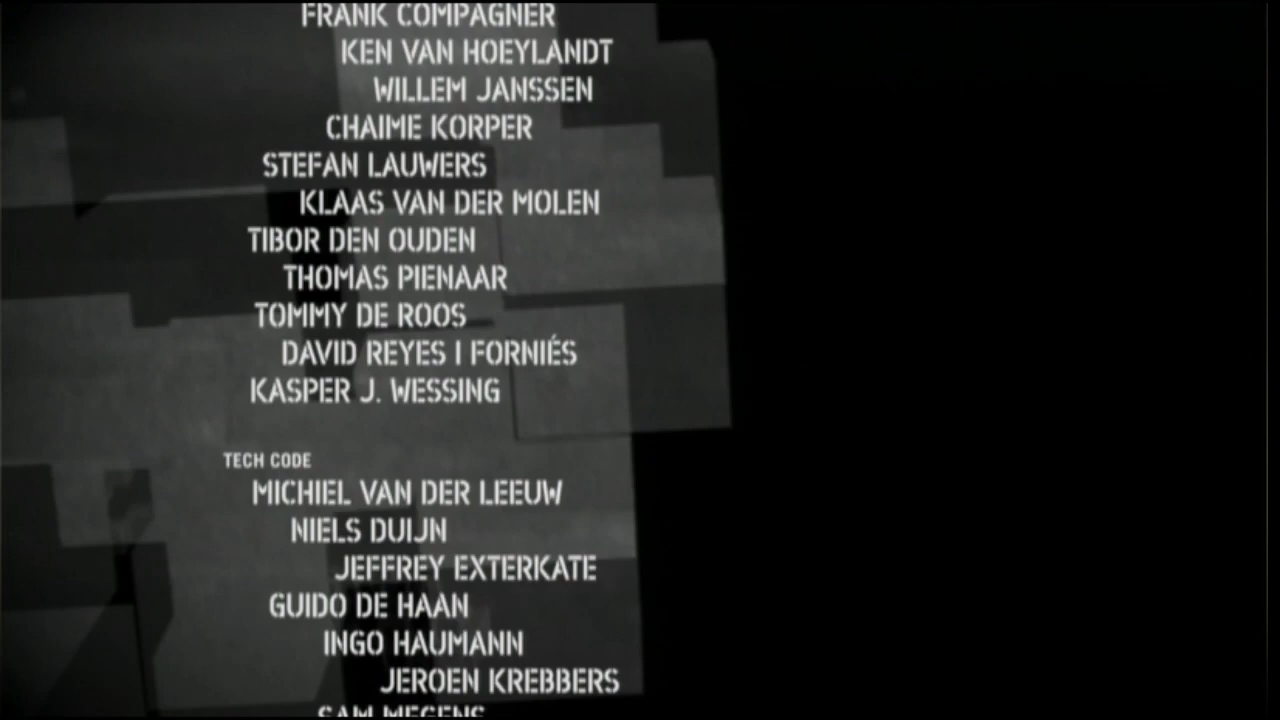 FRANK COMPAGNER
KEN VAN HOEYLANDT
WILLEM JANSSEN
CHAIME KORPER
STEFAN LAUWERS
KLAAS VAN DER MOLEN
TIBOR DEN OUDEN
THOMAS PIENAAR
TOMMY DE ROOS
DAVID REYES I FORNIÉS
KASPER J. WESSING
TECH CODE
MICHIEL VAN DER LEEUW
NIELS DUIJN
JEFFREY EXTERKATE
GUIDO DE HAAN
INGO HAUMANN
JEROEN KREBBERS
SAM MEGENS